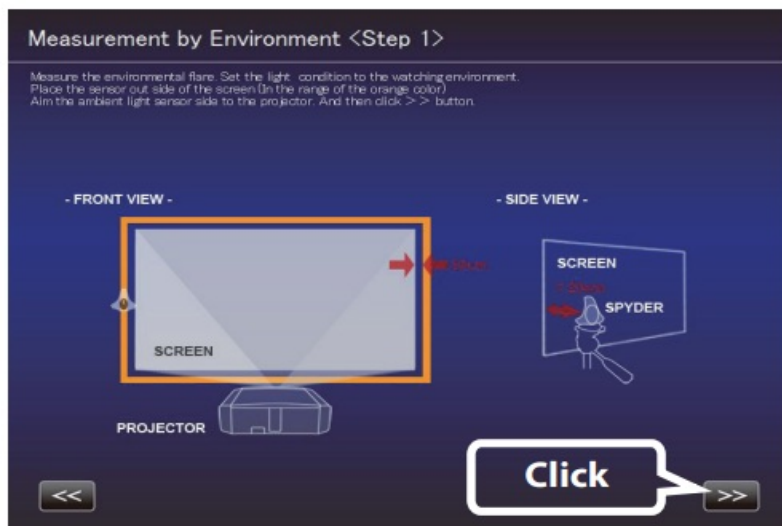 Measurement by Environment <Step 1>
Measure the environmental flare. Set the light condition to the watching environment.
Place the sensor out side of the screen (In the range of the orange color)
Aim the ambient light sensor side to the projector. And then click >> button.
- FRONT VIEW -
- SIDE VIEW -
SCREEN
SPYDER
SCREEN
PROJECTOR
Click
<<
>>